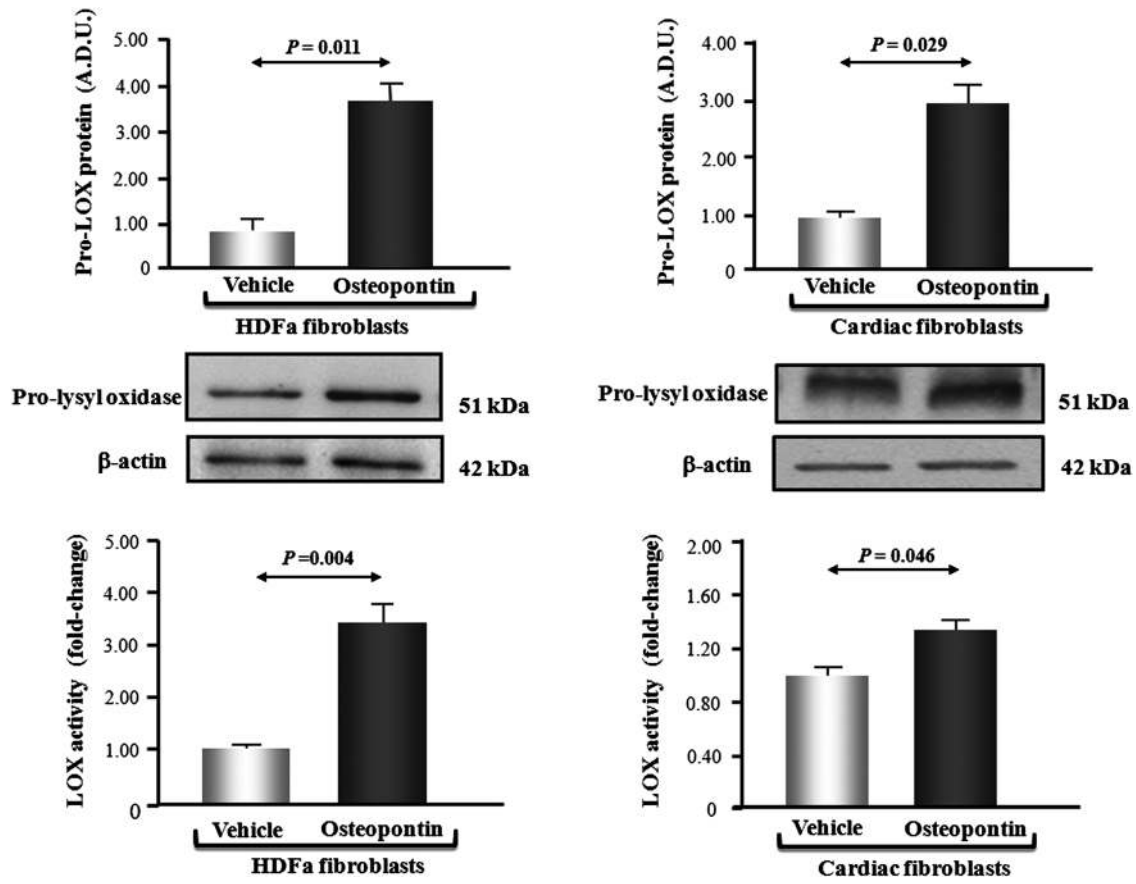 Pro-LOX protein (A.D.U.)
5.00
4.00
3.00
2.00
1.00
0
P = 0.011
Vehicle Osteopontin
HDFa fibroblasts
Pro-LOX protein (A.D.U.)
4.00
3.00
2.00
1.00
0
P = 0.029
Vehicle Osteopontin
Cardiac fibroblasts
Pro-lysyl oxidase 51 kDa
β-actin 42 kDa
Pro-lysyl oxidase 51 kDa
β-actin 42 kDa
LOX activity (fold-change)
5.00
4.00
3.00
2.00
1.00
0
P =0.004
Vehicle Osteopontin
HDFa fibroblasts
LOX activity (fold-change)
2.00
1.60
1.20
0.80
0.40
0
P = 0.046
Vehicle Osteopontin
Cardiac fibroblasts